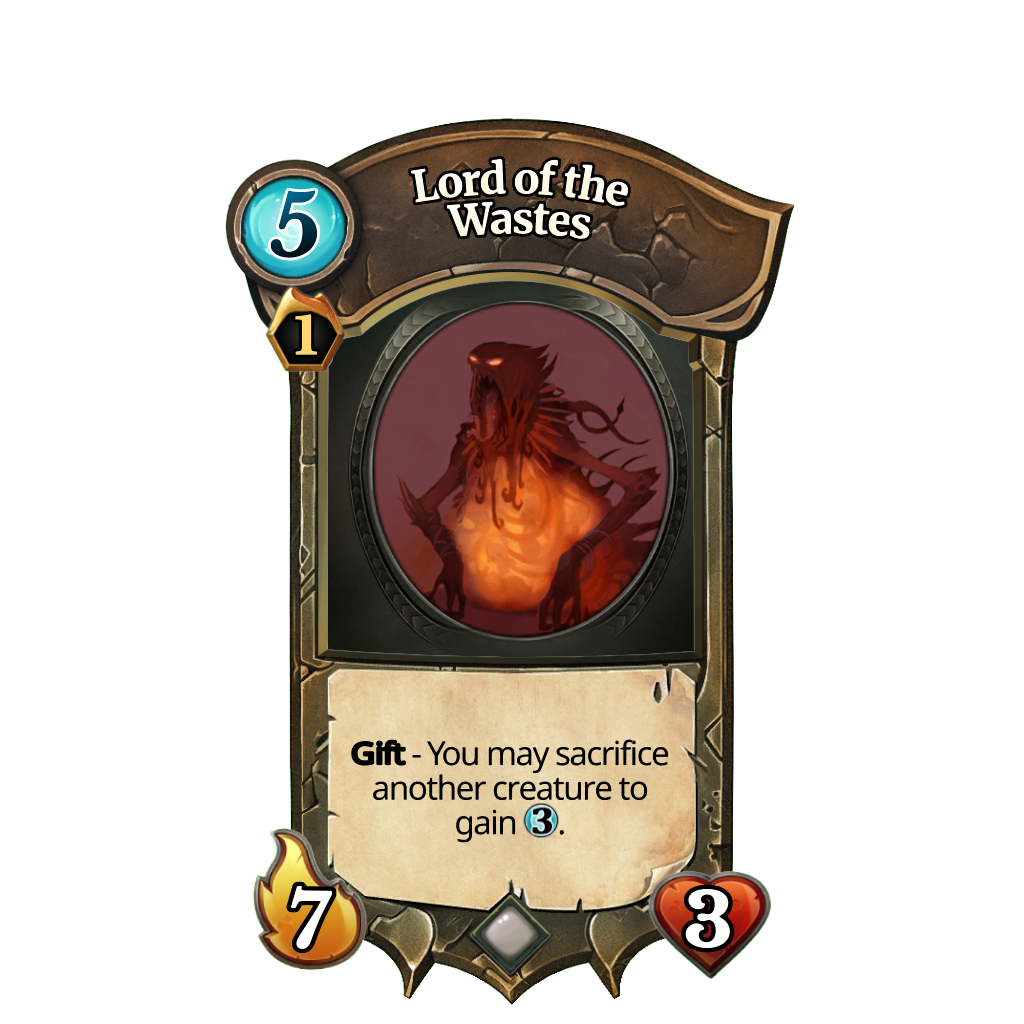 Lord of the
Wastes
5
1
Gift - You may sacrifice
another creature to
gain 3.
7
3